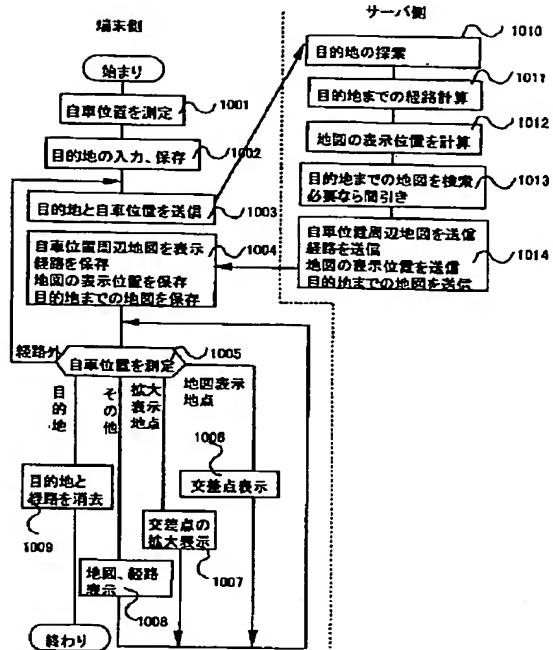 端末側
始まり
自車位置を測定
1001
目的地の入力、保存
1002
目的地と自車位置を送信
1003
自車位置周辺地図を表示
経路を保存
地図の表示位置を保存
目的地までの地図を保存
1004
自車位置を測定
1005
経路外
目的地
その他
拡大表示地点
地図表示
地点
1006
交差点表示
交差点の
拡大表示
1007
地図、経路
表示
1008
目的地と
経路を消去
1009
終わり
サーバ側
目的地の探索
1010
目的地までの経路計算
1011
地図の表示位置を計算
1012
目的地までの地図を検索
必要なら間引き
1013
自車位置周辺地図を送信
経路を送信
地図の表示位置を送信
目的地までの地図を送信
1014